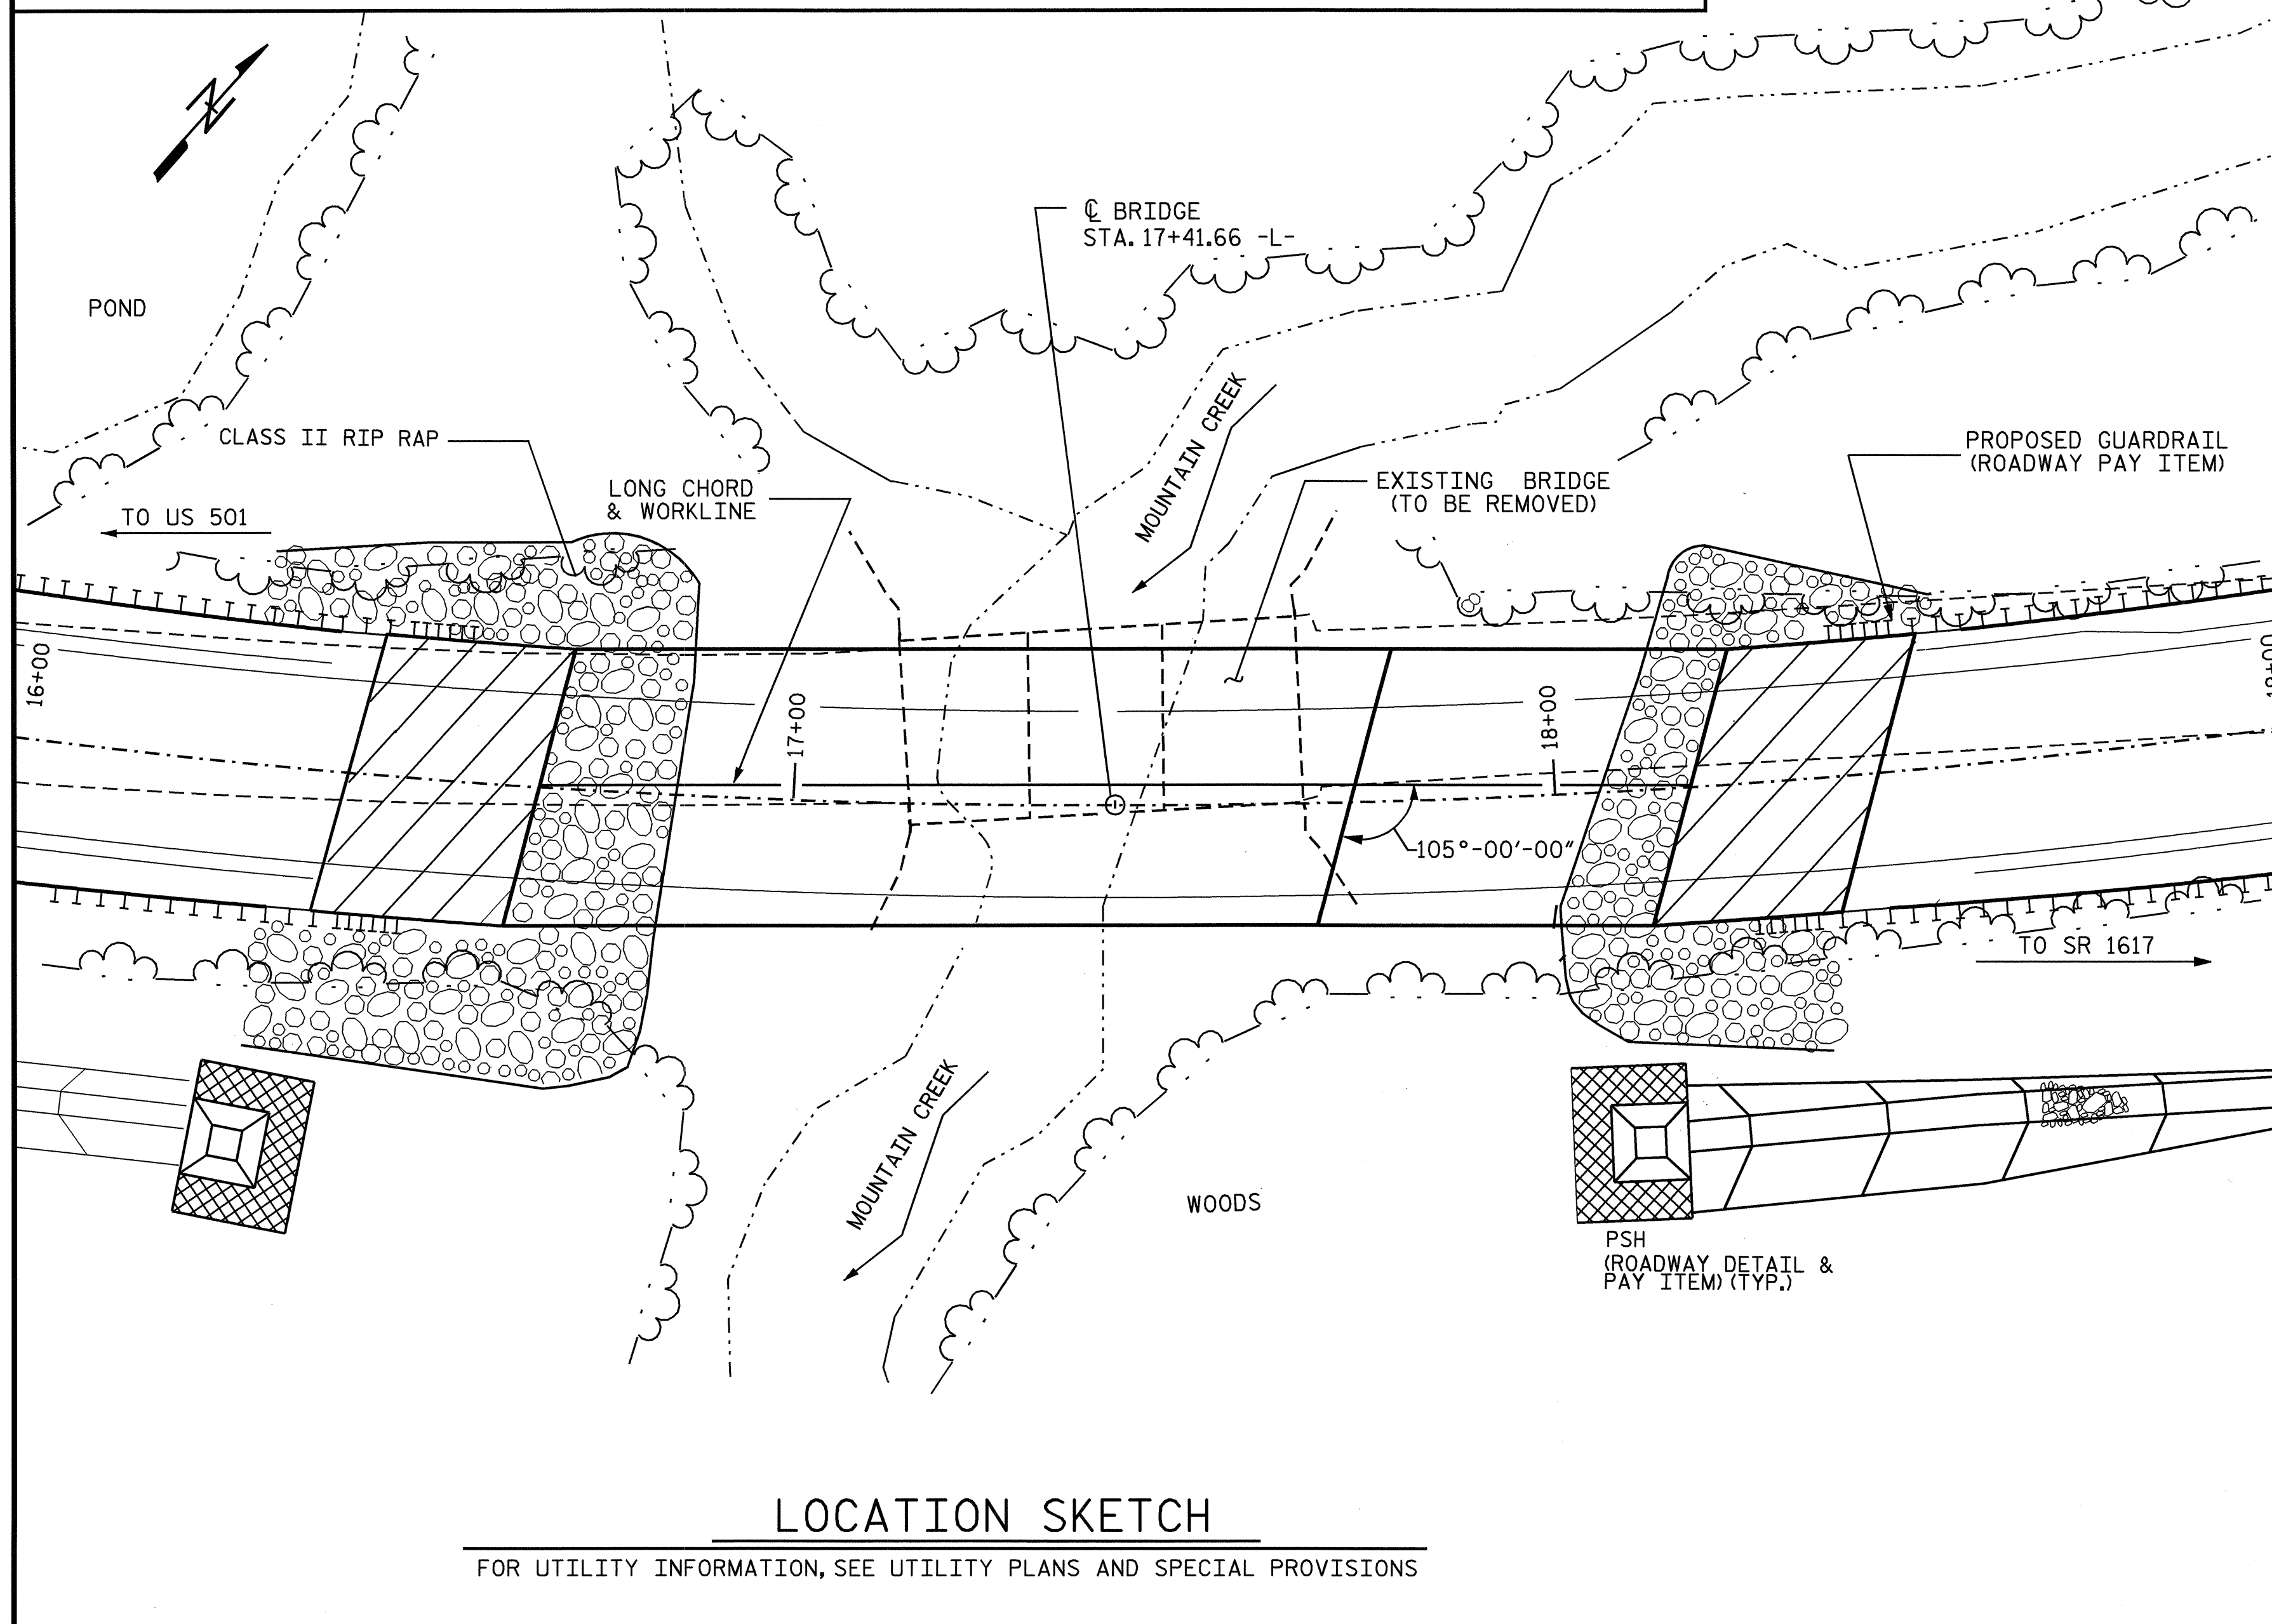 N
℄ BRIDGE
STA. 17+41.66 -L-
POND
CLASS II RIP RAP
LONG CHORD
& WORKLINE
MOUNTAIN CREEK
EXISTING BRIDGE
(TO BE REMOVED)
PROPOSED GUARDRAIL
(ROADWAY PAY ITEM)
TO US 501
16+00
17+00
18+00
105°-00'-00"
TO SR 1617
MOUNTAIN CREEK
WOODS
PSH
(ROADWAY DETAIL &
PAY ITEM) (TYP.)
LOCATION SKETCH
FOR UTILITY INFORMATION, SEE UTILITY PLANS AND SPECIAL PROVISIONS